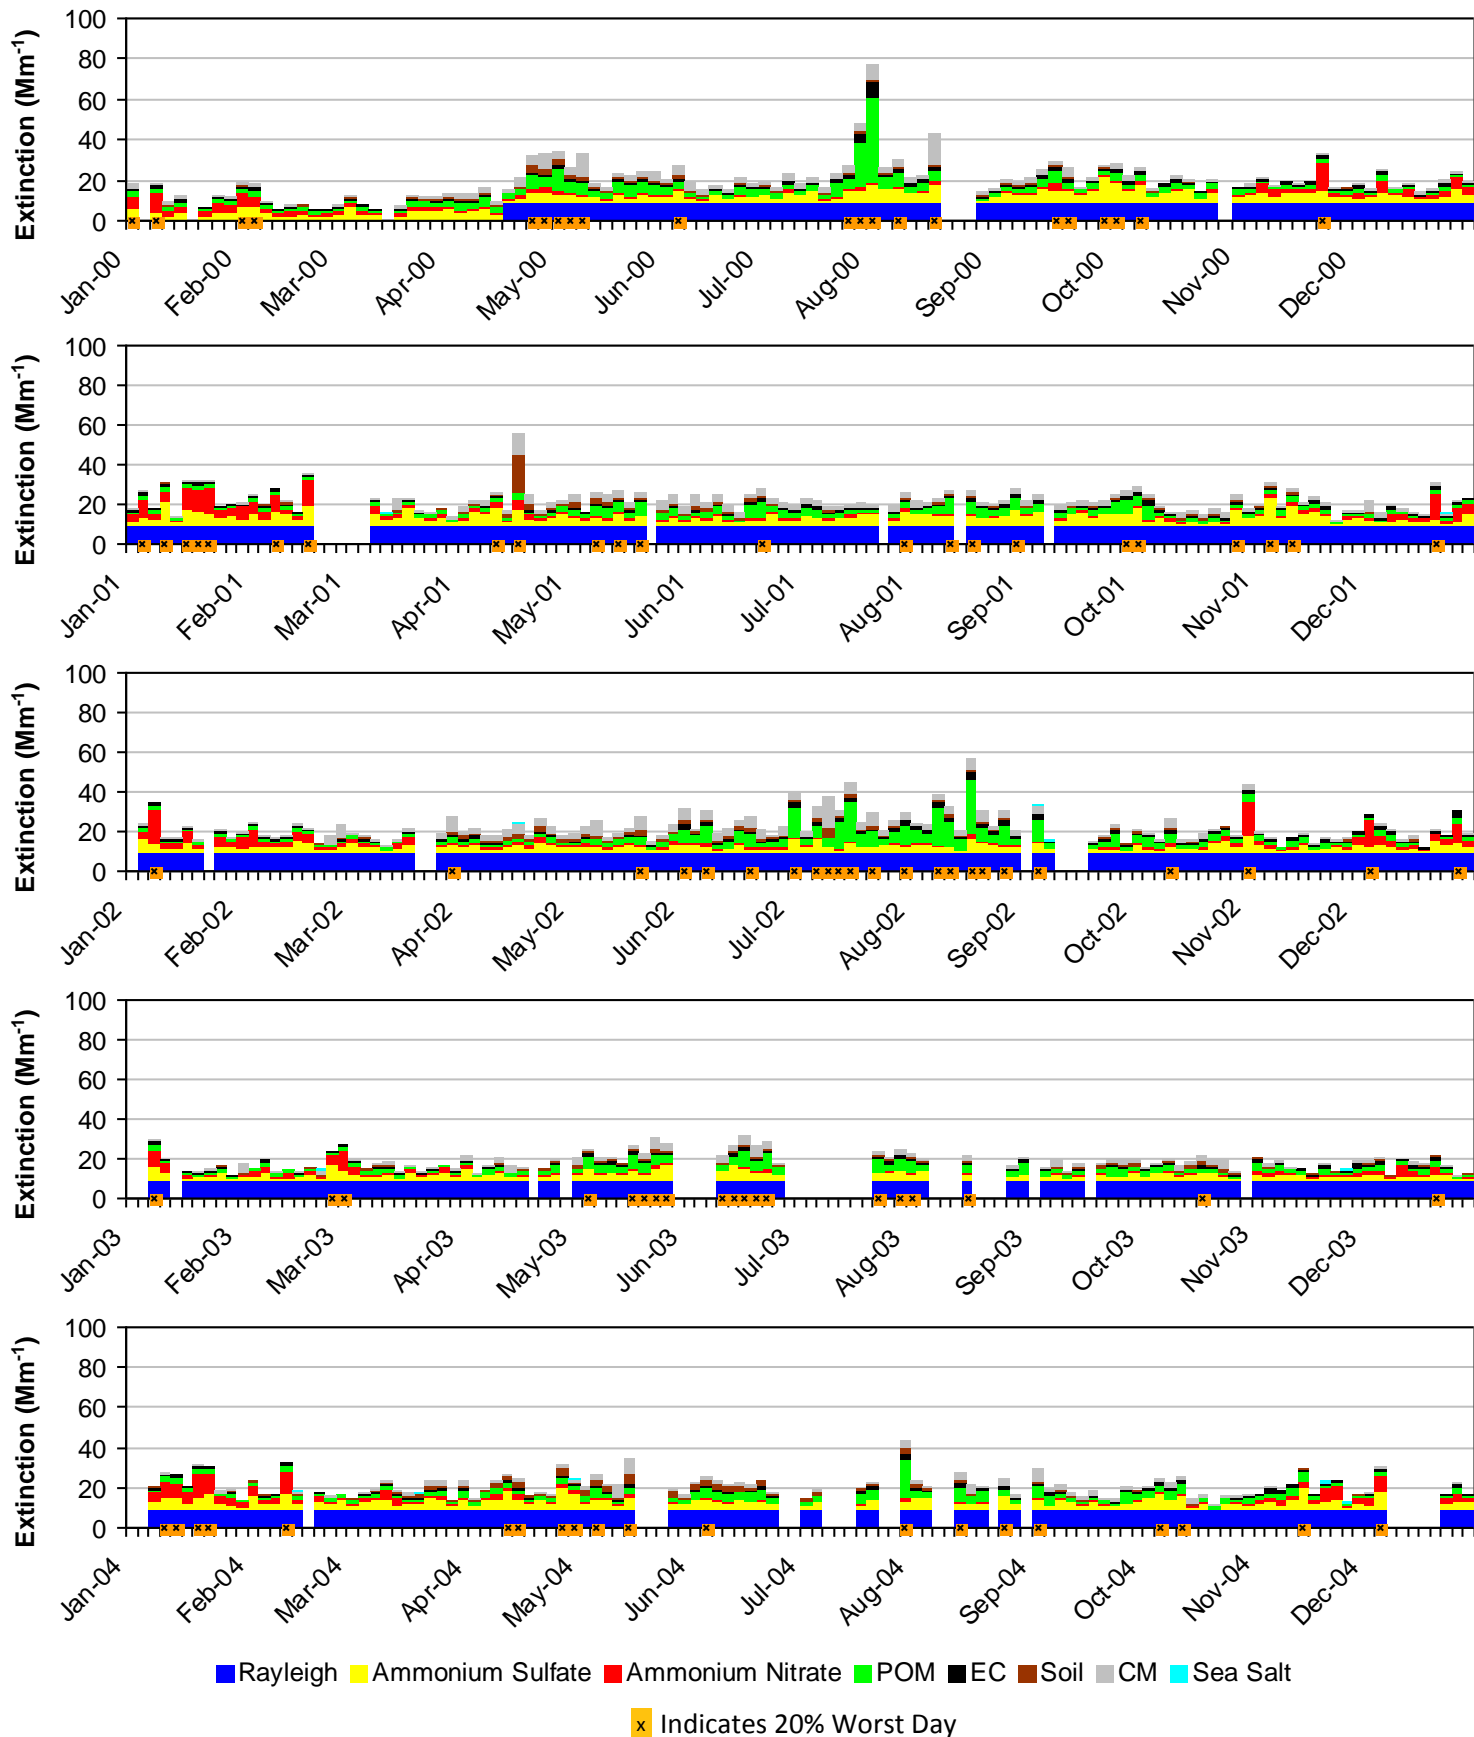 Extinction (Mm-1)
100
80
60
40
20
0
Jan-00 Feb-00 Mar-00 Apr-00 May-00 Jun-00 Jul-00 Aug-00 Sep-00 Oct-00 Nov-00 Dec-00
Extinction (Mm-1)
100
80
60
40
20
0
Jan-01 Feb-01 Mar-01 Apr-01 May-01 Jun-01 Jul-01 Aug-01 Sep-01 Oct-01 Nov-01 Dec-01
Extinction (Mm-1)
100
80
60
40
20
0
Jan-02 Feb-02 Mar-02 Apr-02 May-02 Jun-02 Jul-02 Aug-02 Sep-02 Oct-02 Nov-02 Dec-02
Extinction (Mm-1)
100
80
60
40
20
0
Jan-03 Feb-03 Mar-03 Apr-03 May-03 Jun-03 Jul-03 Aug-03 Sep-03 Oct-03 Nov-03 Dec-03
Extinction (Mm-1)
100
80
60
40
20
0
Jan-04 Feb-04 Mar-04 Apr-04 May-04 Jun-04 Jul-04 Aug-04 Sep-04 Oct-04 Nov-04 Dec-04
Rayleigh Ammonium Sulfate Ammonium Nitrate POM EC Soil CM Sea Salt
x Indicates 20% Worst Day